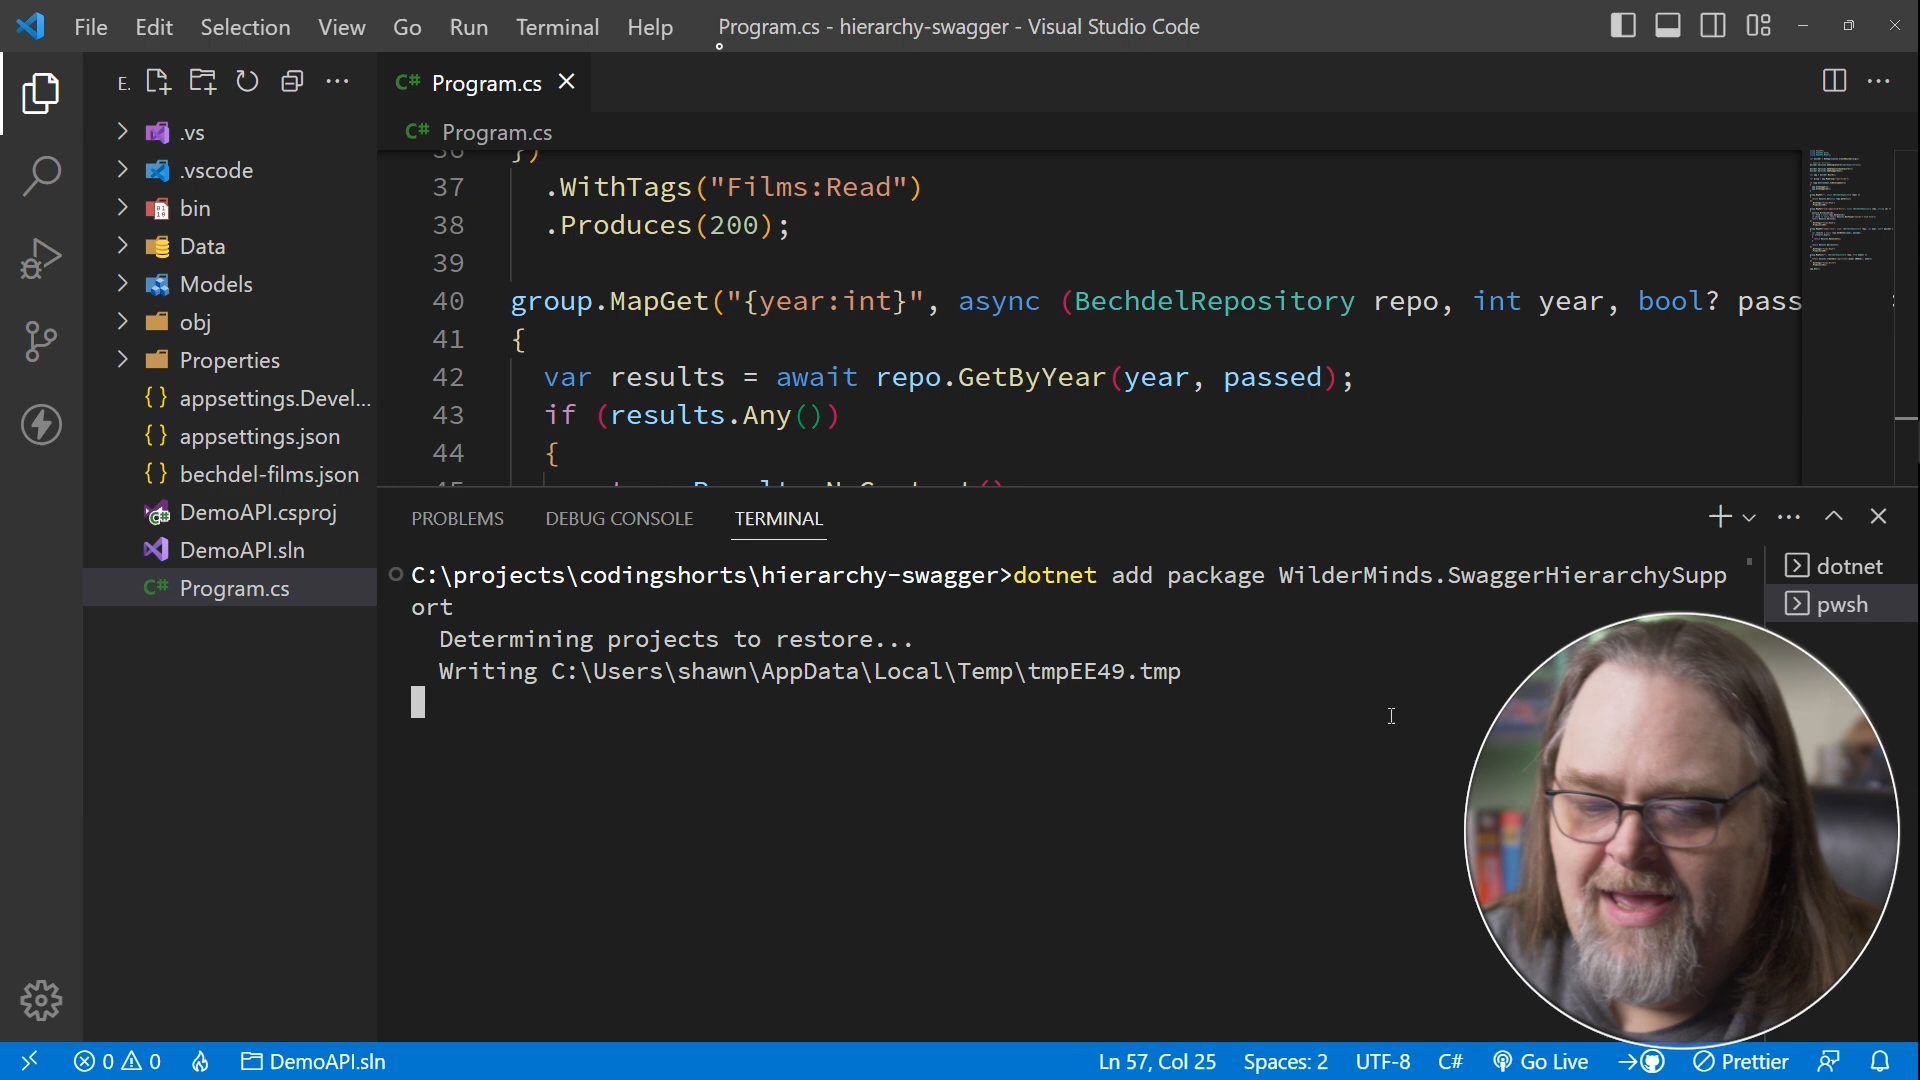 File Edit Selection View Go Run Terminal Help Program.cs - hierarchy-swagger - Visual Studio Code
E.
.vs
.vscode
bin
Data
Models
obj
Properties
appsettings.Devel...
appsettings.json
bechdel-films.json
DemoAPI.csproj
DemoAPI.sln
C# Program.cs
C# Program.cs
C# Program.cs
36 })
37 .WithTags("Films:Read")
38 .Produces(200);
39
40 group.MapGet("{year:int}", async (BechdelRepository repo, int year, bool? pass
41 {
42 var results = await repo.GetByYear(year, passed);
43 if (results.Any())
44 {
PROBLEMS DEBUG CONSOLE TERMINAL
C:\projects\codingshorts\hierarchy-swagger>dotnet add package WilderMinds.SwaggerHierarchySupp
ort
Determining projects to restore...
Writing C:\Users\shawn\AppData\Local\Temp\tmpEE49.tmp
dotnet
pwsh
0 0 DemoAPI.sln Ln 57, Col 25 Spaces: 2 UTF-8 C# Go Live Prettier